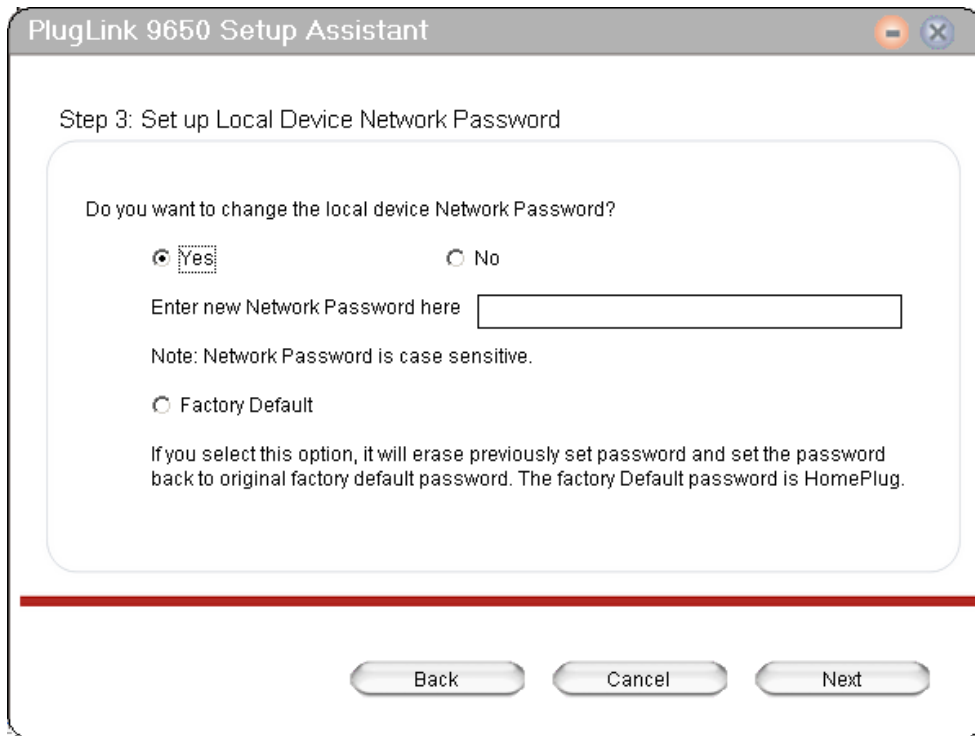 PlugLink 9650 Setup Assistant
Step 3: Set up Local Device Network Password
Do you want to change the local device Network Password?
Yes
No
Enter new Network Password here
Note: Network Password is case sensitive.
Factory Default
If you select this option, it will erase previously set password and set the password
back to original factory default password. The factory Default password is HomePlug.
Back
Cancel
Next